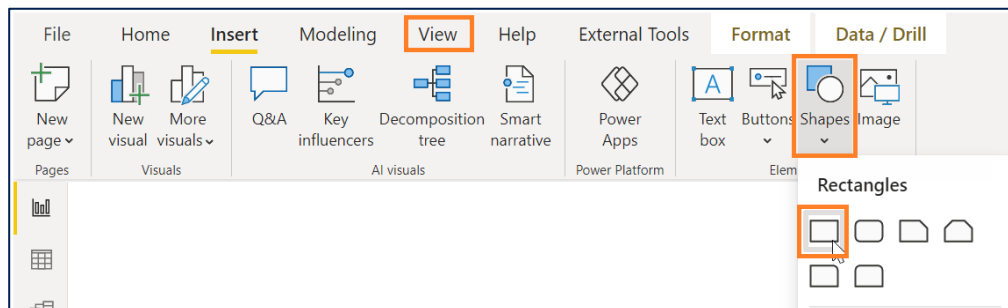 File Home Insert Modeling View Help External Tools Format Data / Drill
New page New visual More visuals Q&A Key influencers Decomposition tree Smart narrative Power Apps Text box Buttons Shapes Image
Pages Visuals AI visuals Power Platform Elem
Rectangles
A